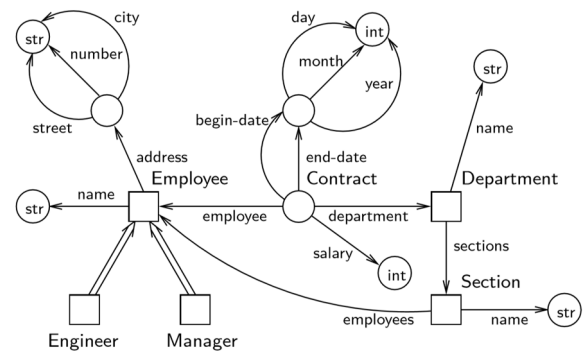 city
day
str
int
number
month
str
year
begin-date
street
name
address
end-date
Employee
Contract
Department
name
str
employee
department
sections
salary
int
Section
employees
name
str
Engineer
Manager